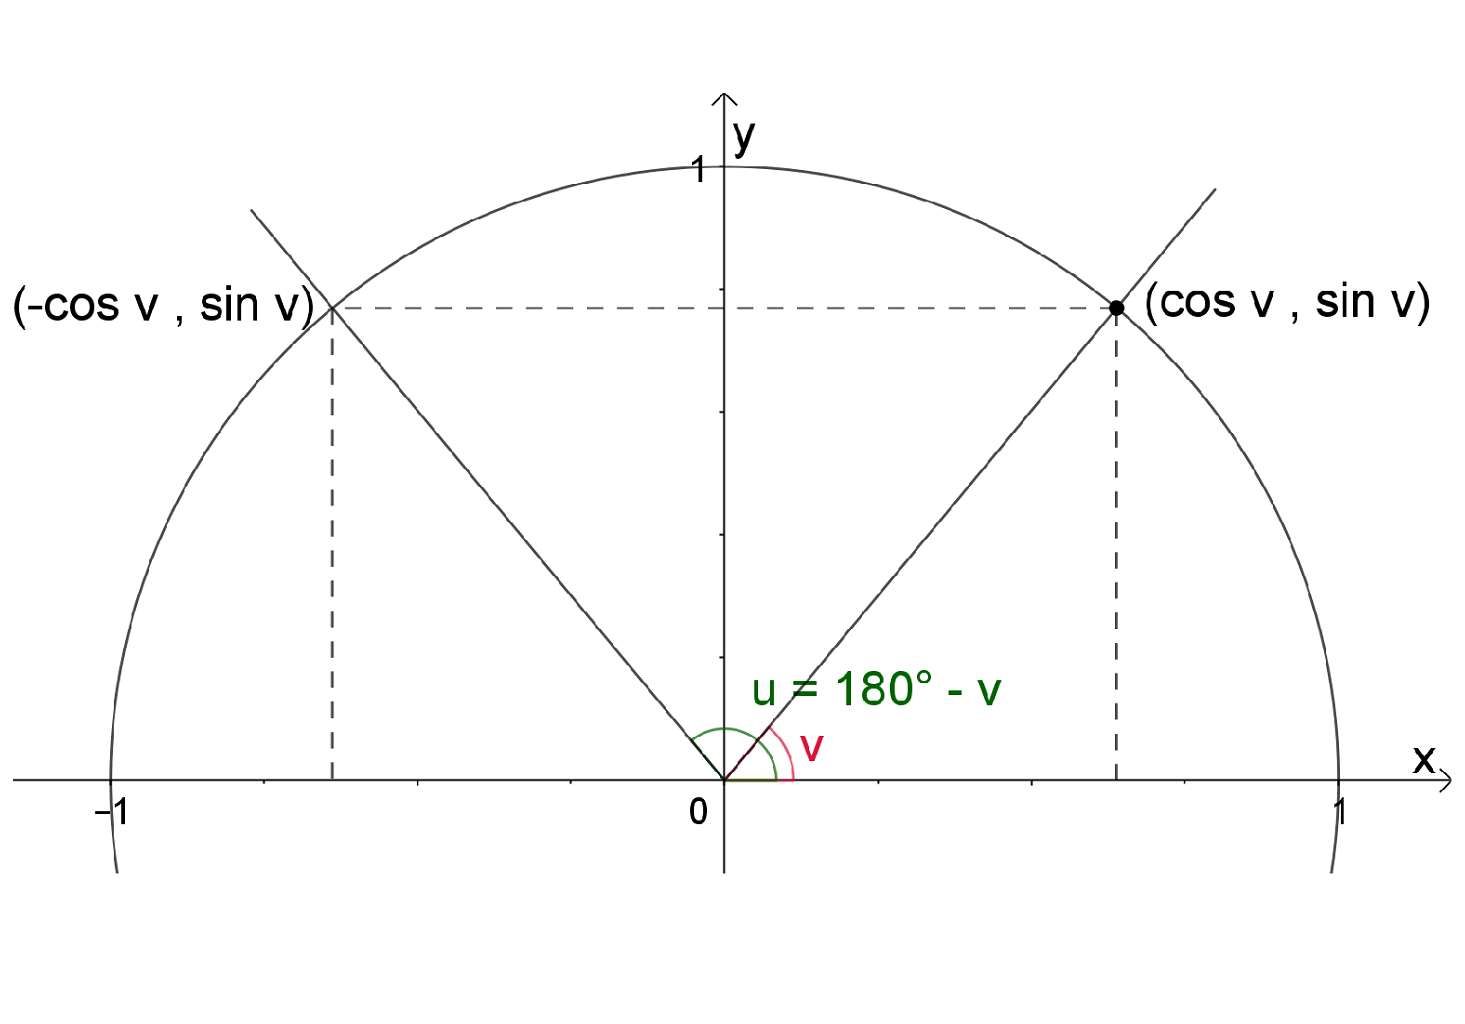 y
1
(-cos v , sin v)
(cos v , sin v)
u = 180° - v
v
x
−1
0
1